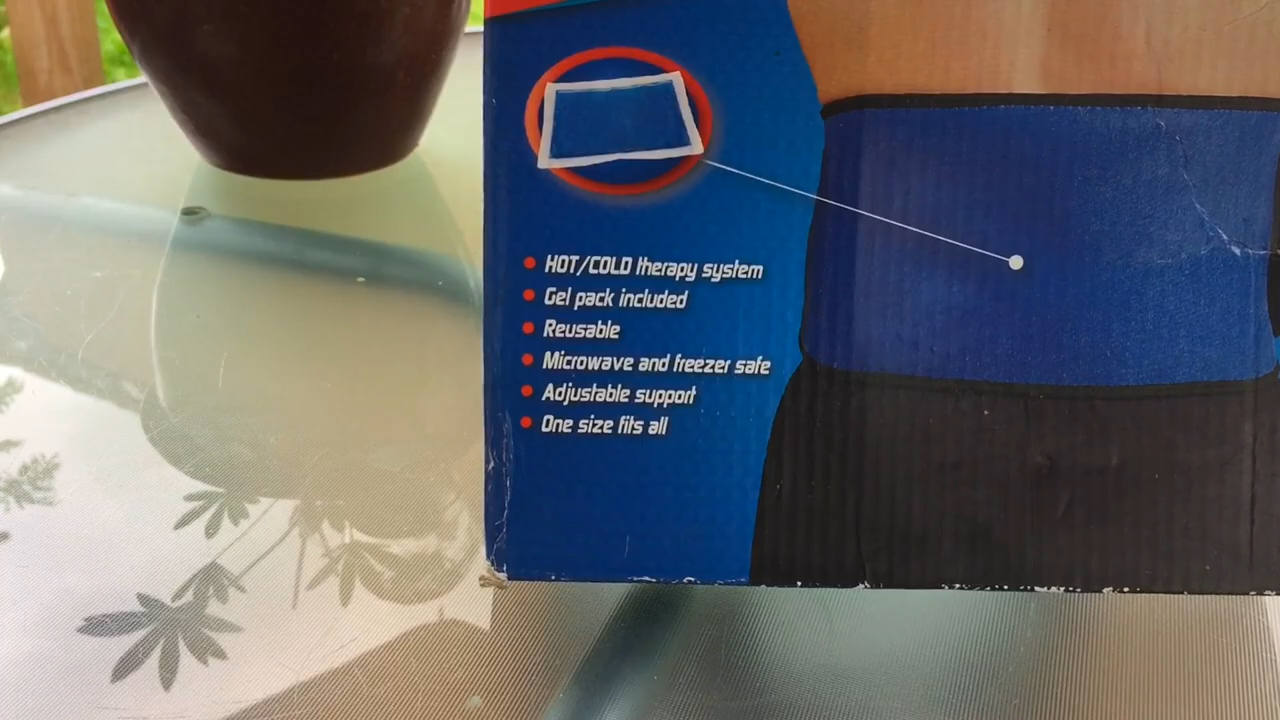 HOT/COLD therapy system
Gel pack included
Reusable
Microwave and freezer safe
Adjustable support
One size fits all